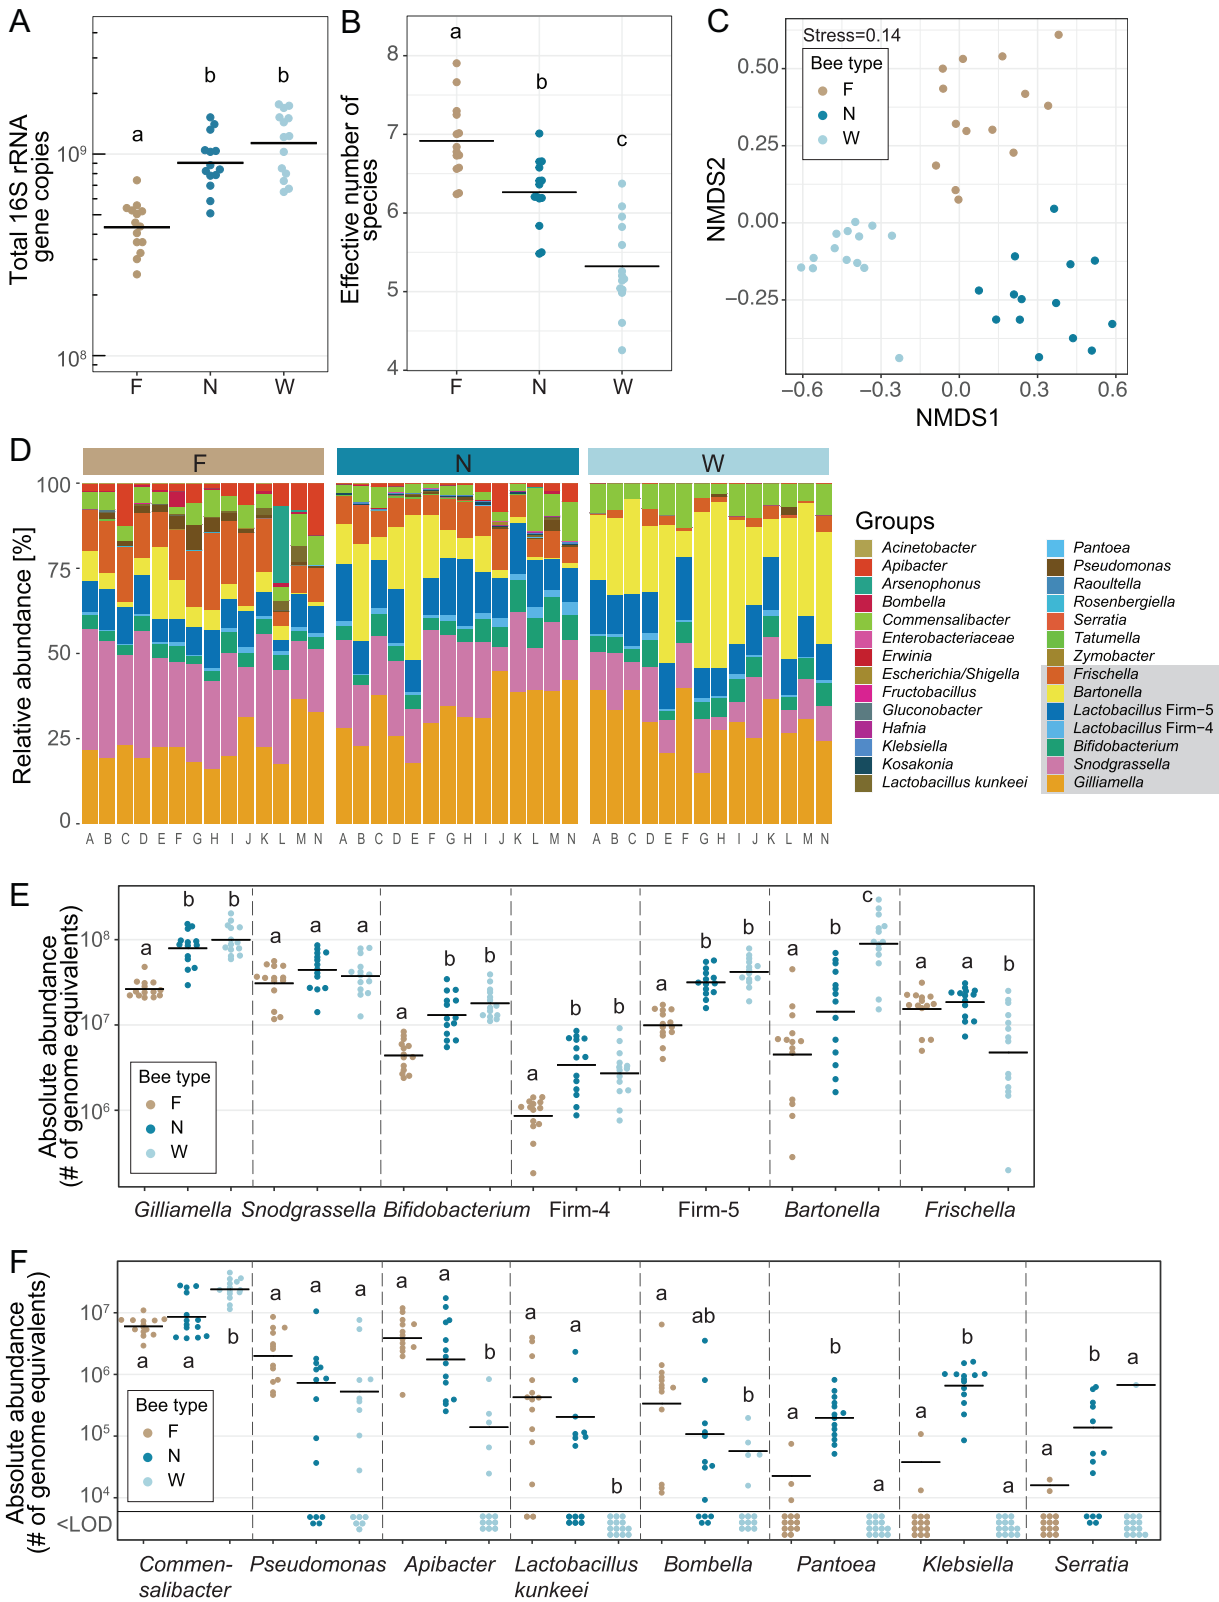 A
Total 16S rRNA
gene copies
10⁹
10⁸
a
b
b
F
N
W
B
Effective number of
species
8
7
6
5
4
a
b
c
F
N
W
C
Stress=0.14
Bee type
F
N
W
NMDS2
0.50
0.25
0.00
−0.25
−0.6
−0.3
0.0
0.3
0.6
NMDS1
D
F
N
W
Relative abundance [%]
100
75
50
25
0
A B C D E F G H I J K L M N
A B C D E F G H I J K L M N
A B C D E F G H I J K L M N
Groups
Acinetobacter
Apibacter
Arsenophonus
Bombella
Commensalibacter
Enterobacteriaceae
Erwinia
Escherichia/Shigella
Fructobacillus
Gluconobacter
Hafnia
Klebsiella
Kosakonia
Lactobacillus kunkeei
Pantoea
Pseudomonas
Raoultella
Rosenbergiella
Serratia
Tatumella
Zymobacter
Frischella
Bartonella
Lactobacillus Firm−5
Lactobacillus Firm−4
Bifidobacterium
Snodgrassella
Gilliamella
E
Absolute abundance
(# of genome equivalents)
10⁸
10⁷
10⁶
a b b
a a a
a b b
a b b
a b b
a b c
a a b
Bee type
F
N
W
Gilliamella
Snodgrassella
Bifidobacterium
Firm-4
Firm-5
Bartonella
Frischella
F
Absolute abundance
(# of genome equivalents)
10⁷
10⁶
10⁵
10⁴
<LOD
a a b
a a a
a a b
a a b
a ab b
a b a
a b a
a b a
Bee type
F
N
W
Commen-
salibacter
Pseudomonas
Apibacter
Lactobacillus
kunkeei
Bombella
Pantoea
Klebsiella
Serratia